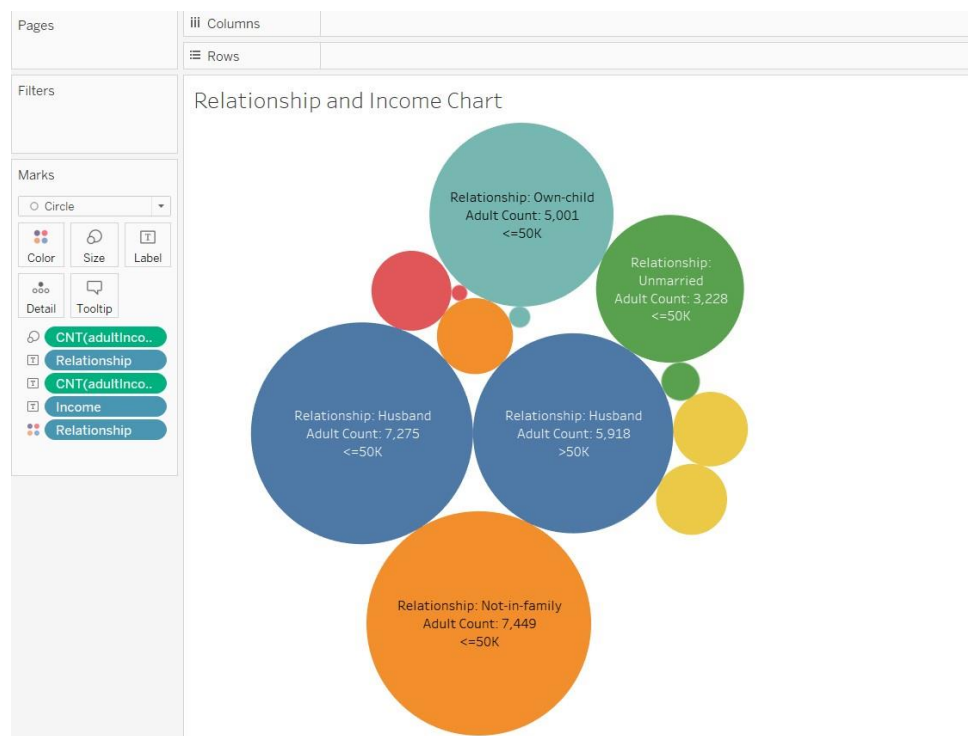 Pages
Columns
Rows
Filters
Relationship and Income Chart
Marks
Circle
Color
Size
Label
Detail
Tooltip
CNT(adultInco..
Relationship
CNT(adultInco..
Income
Relationship
Relationship: Own-child
Adult Count: 5,001
<=50K
Relationship:
Unmarried
Adult Count: 3,228
<=50K
Relationship: Husband
Adult Count: 7,275
<=50K
Relationship: Husband
Adult Count: 5,918
>50K
Relationship: Not-in-family
Adult Count: 7,449
<=50K